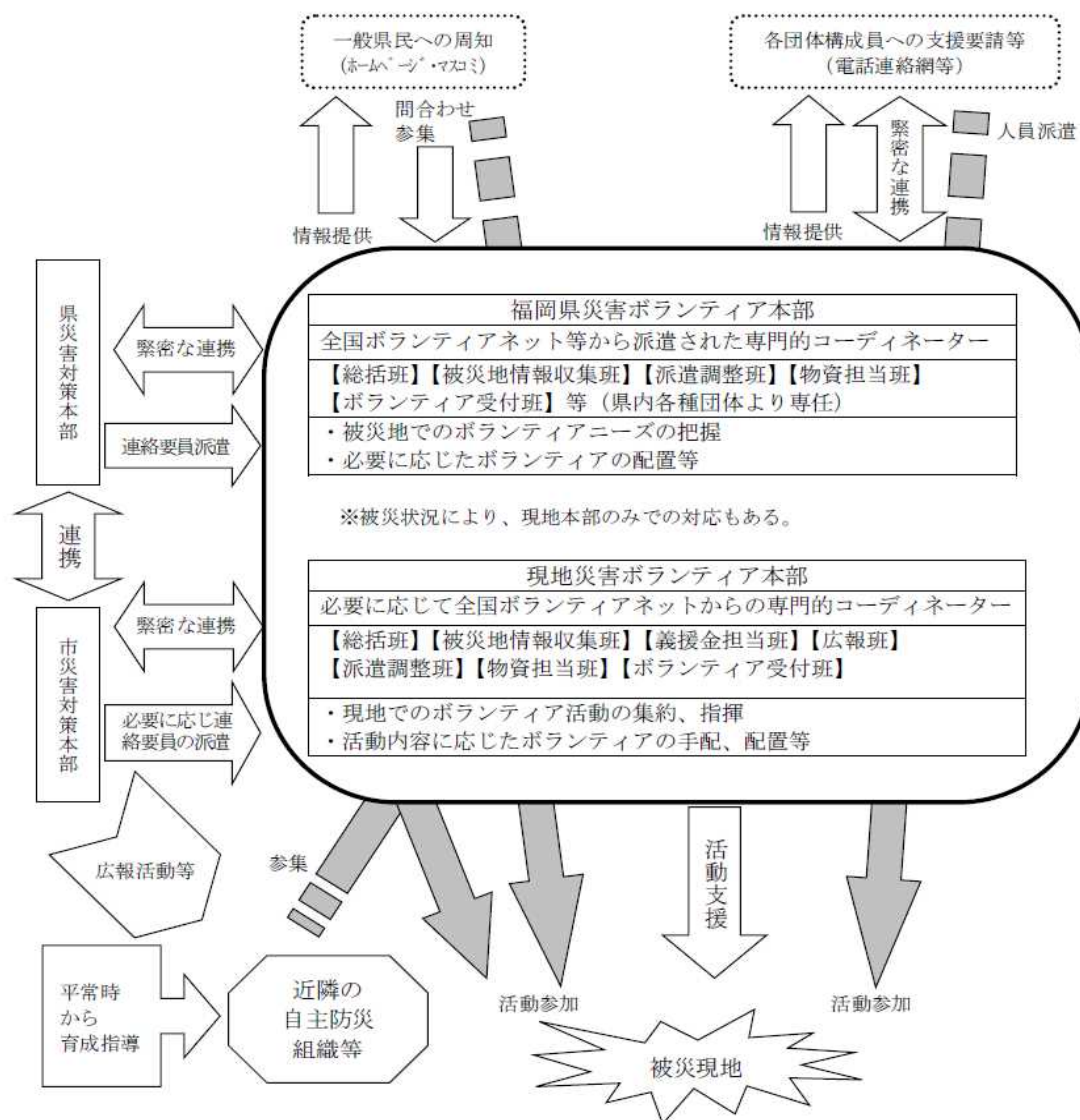 一般県民への周知
(ホームページ・マスコミ)
各団体構成員への支援要請等
(電話連絡網等)
問合わせ
参集
緊密な連携
人員派遣
情報提供
情報提供
県災害対策本部
緊密な連携
連絡要員派遣
福岡県災害ボランティア本部
全国ボランティアネット等から派遣された専門的コーディネーター
【総括班】【被災地情報収集班】【派遣調整班】【物資担当班】
【ボランティア受付班】等（県内各種団体より専任）
・被災地でのボランティアニーズの把握
・必要に応じたボランティアの配置等
※被災状況により、現地本部のみでの対応もある。
連携
市災害対策本部
緊密な連携
必要に応じ連
絡要員の派遣
現地災害ボランティア本部
必要に応じて全国ボランティアネットからの専門的コーディネーター
【総括班】【被災地情報収集班】【義援金担当班】【広報班】
【派遣調整班】【物資担当班】【ボランティア受付班】
・現地でのボランティア活動の集約、指揮
・活動内容に応じたボランティアの手配、配置等
広報活動等
参集
活動支援
平常時
から
育成指導
近隣の
自主防災
組織等
活動参加
活動参加
被災現地